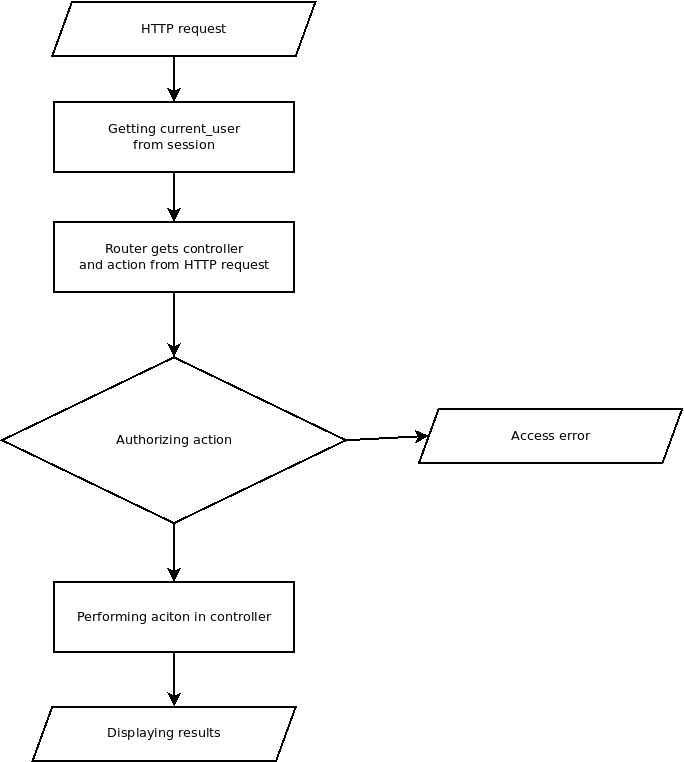 HTTP request
Getting current_user
from session
Router gets controller
and action from HTTP request
Authorizing action
Access error
Performing aciton in controller
Displaying results